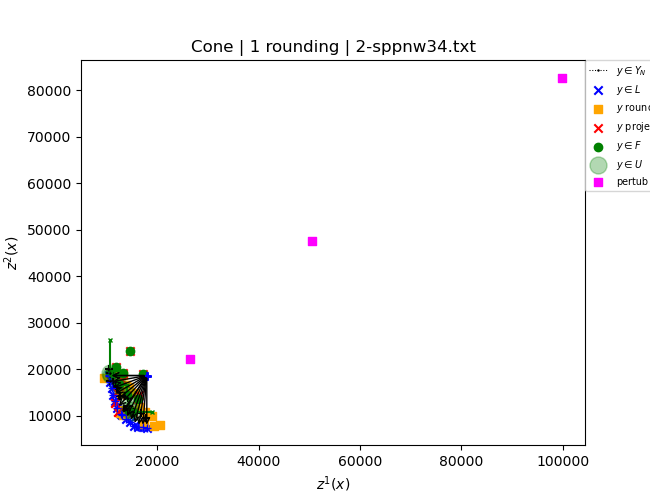 Cone | 1 rounding | 2-sppnw34.txt
z²(x)
80000
70000
60000
50000
40000
30000
20000
10000
20000 40000 60000 80000 100000
z¹(x)
y ∈ Y_N
y ∈ L
y roun
y proje
y ∈ F
y ∈ U
pertub